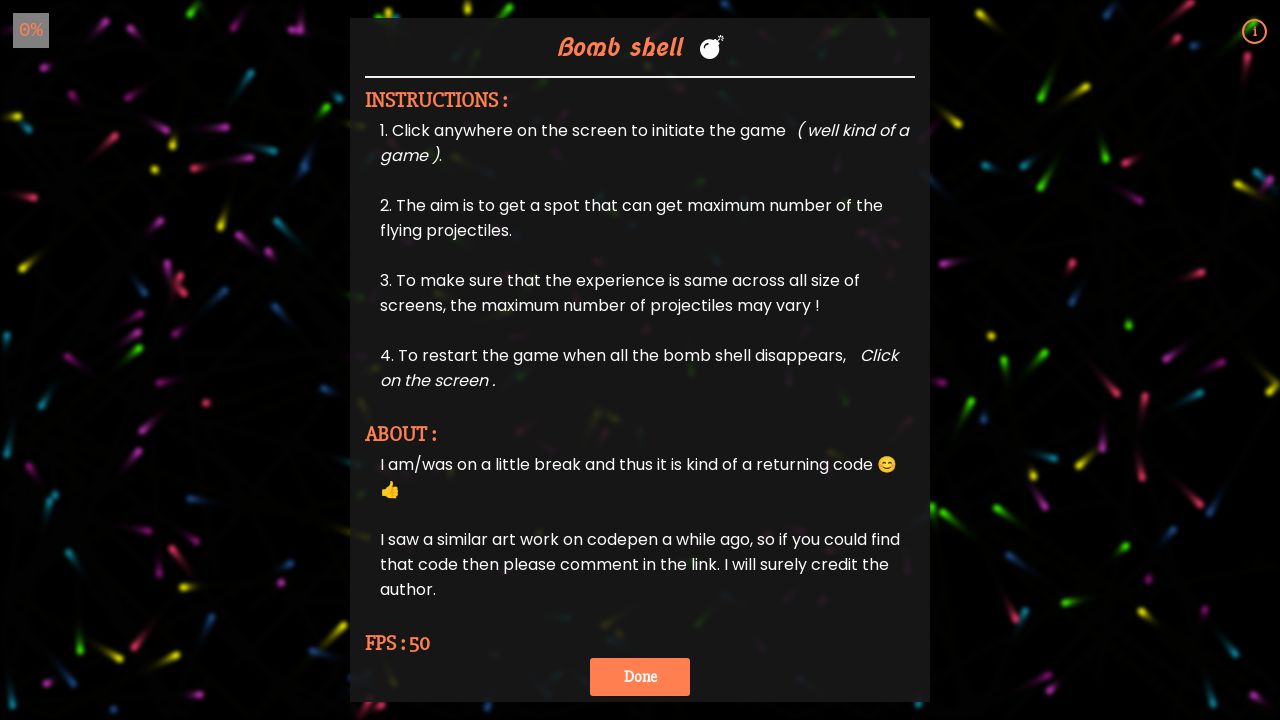 0%
Bomb shell 💣
i
INSTRUCTIONS :
1. Click anywhere on the screen to initiate the game ( well kind of a
game ).
2. The aim is to get a spot that can get maximum number of the
flying projectiles.
3. To make sure that the experience is same across all size of
screens, the maximum number of projectiles may vary !
4. To restart the game when all the bomb shell disappears, Click
on the screen .
ABOUT :
I am/was on a little break and thus it is kind of a returning code 😊
👍
I saw a similar art work on codepen a while ago, so if you could find
that code then please comment in the link. I will surely credit the
author.
FPS : 50
Done